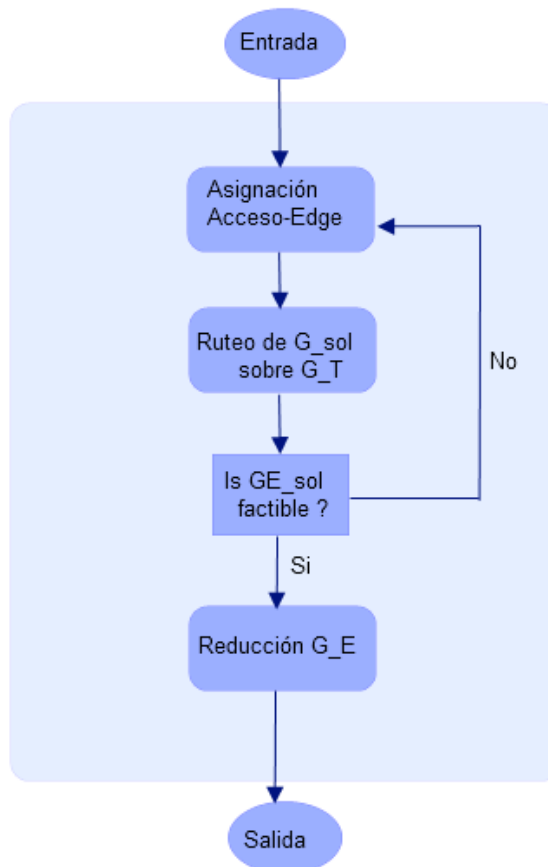 Entrada
Asignación
Acceso-Edge
Ruteo de G_sol
sobre G_T
No
Is GE_sol
factible ?
Si
Reducción G_E
Salida